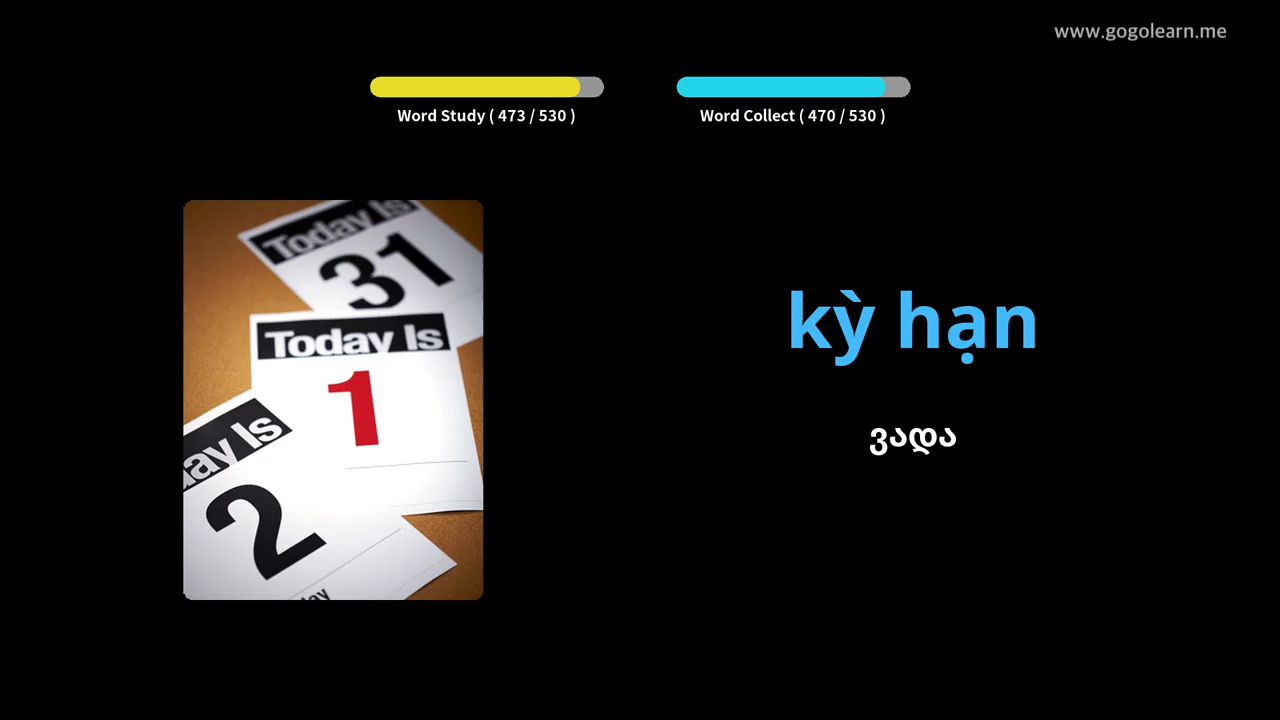 www.gogolearn.me
Word Study ( 473 / 530 )
Word Collect ( 470 / 530 )
Today Is
31
Today Is
1
ay Is
2
kỳ hạn
ვადა